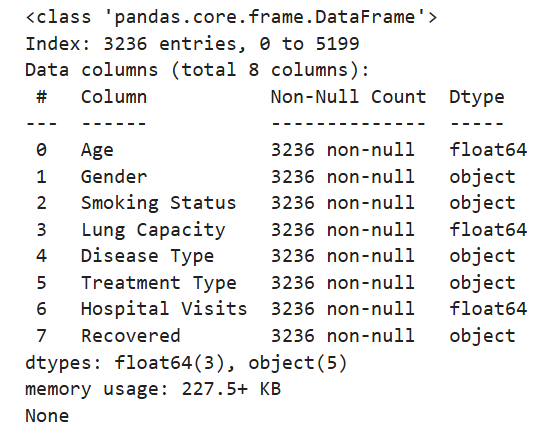 <class 'pandas.core.frame.DataFrame'>
Index: 3236 entries, 0 to 5199
Data columns (total 8 columns):
 #   Column           Non-Null Count  Dtype
---  ------           --------------  -----
 0   Age              3236 non-null   float64
 1   Gender           3236 non-null   object
 2   Smoking Status   3236 non-null   object
 3   Lung Capacity    3236 non-null   float64
 4   Disease Type     3236 non-null   object
 5   Treatment Type   3236 non-null   object
 6   Hospital Visits  3236 non-null   float64
 7   Recovered        3236 non-null   object
dtypes: float64(3), object(5)
memory usage: 227.5+ KB
None